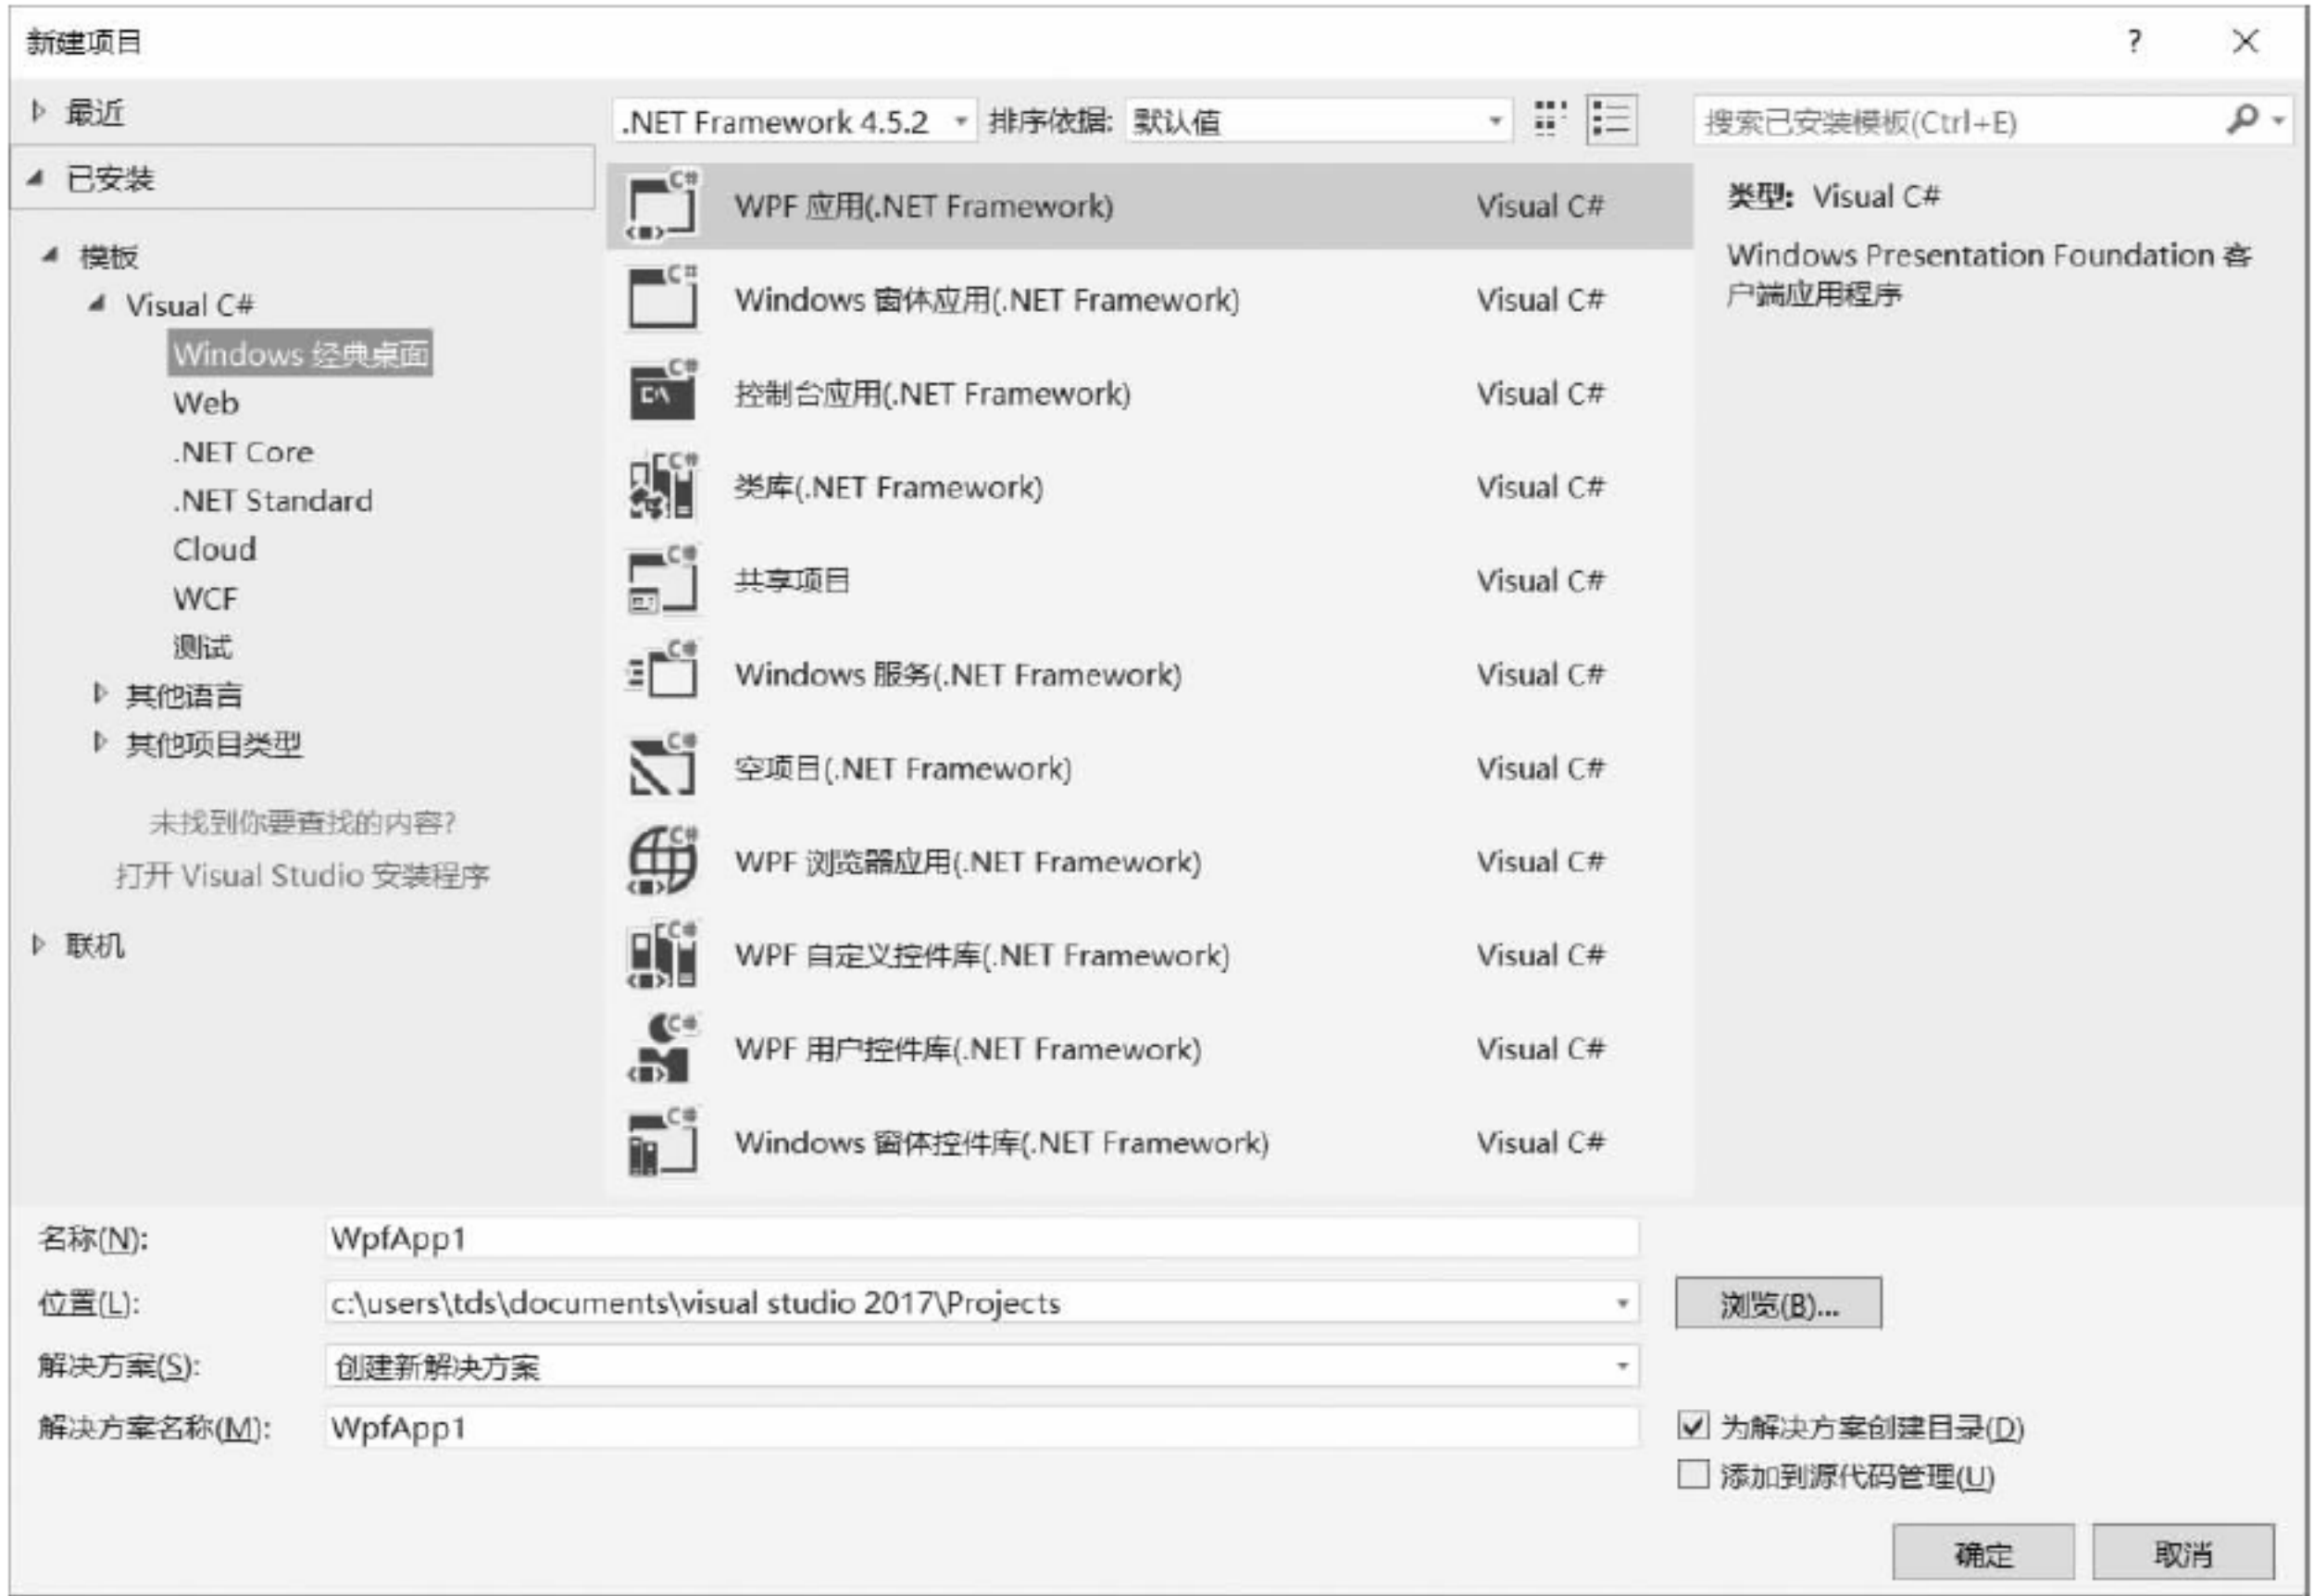 新建项目
?
最近
.NET Framework 4.5.2 排序依据: 默认值
搜索已安装模板(Ctrl+E)
已安装
模板
Visual C#
Windows 经典桌面
Web
.NET Core
.NET Standard
Cloud
WCF
测试
其他语言
其他项目类型
未找到你要查找的内容?
打开 Visual Studio 安装程序
联机
WPF 应用(.NET Framework) Visual C#
Windows 窗体应用(.NET Framework) Visual C#
控制台应用(.NET Framework) Visual C#
类库(.NET Framework) Visual C#
共享项目 Visual C#
Windows 服务(.NET Framework) Visual C#
空项目(.NET Framework) Visual C#
WPF 浏览器应用(.NET Framework) Visual C#
WPF 自定义控件库(.NET Framework) Visual C#
WPF 用户控件库(.NET Framework) Visual C#
Windows 窗体控件库(.NET Framework) Visual C#
类型: Visual C#
Windows Presentation Foundation 客
户端应用程序
名称(N): WpfApp1
位置(L): c:\users\tds\documents\visual studio 2017\Projects 浏览(B)...
解决方案(S): 创建新解决方案
解决方案名称(M): WpfApp1
为解决方案创建目录(D)
添加到源代码管理(U)
确定 取消